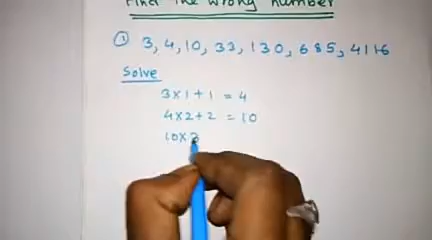 Find the wrong number
① 3, 4, 10, 33, 130, 685, 4116
Solve
3×1+1 = 4
4×2+2 = 10
10×3